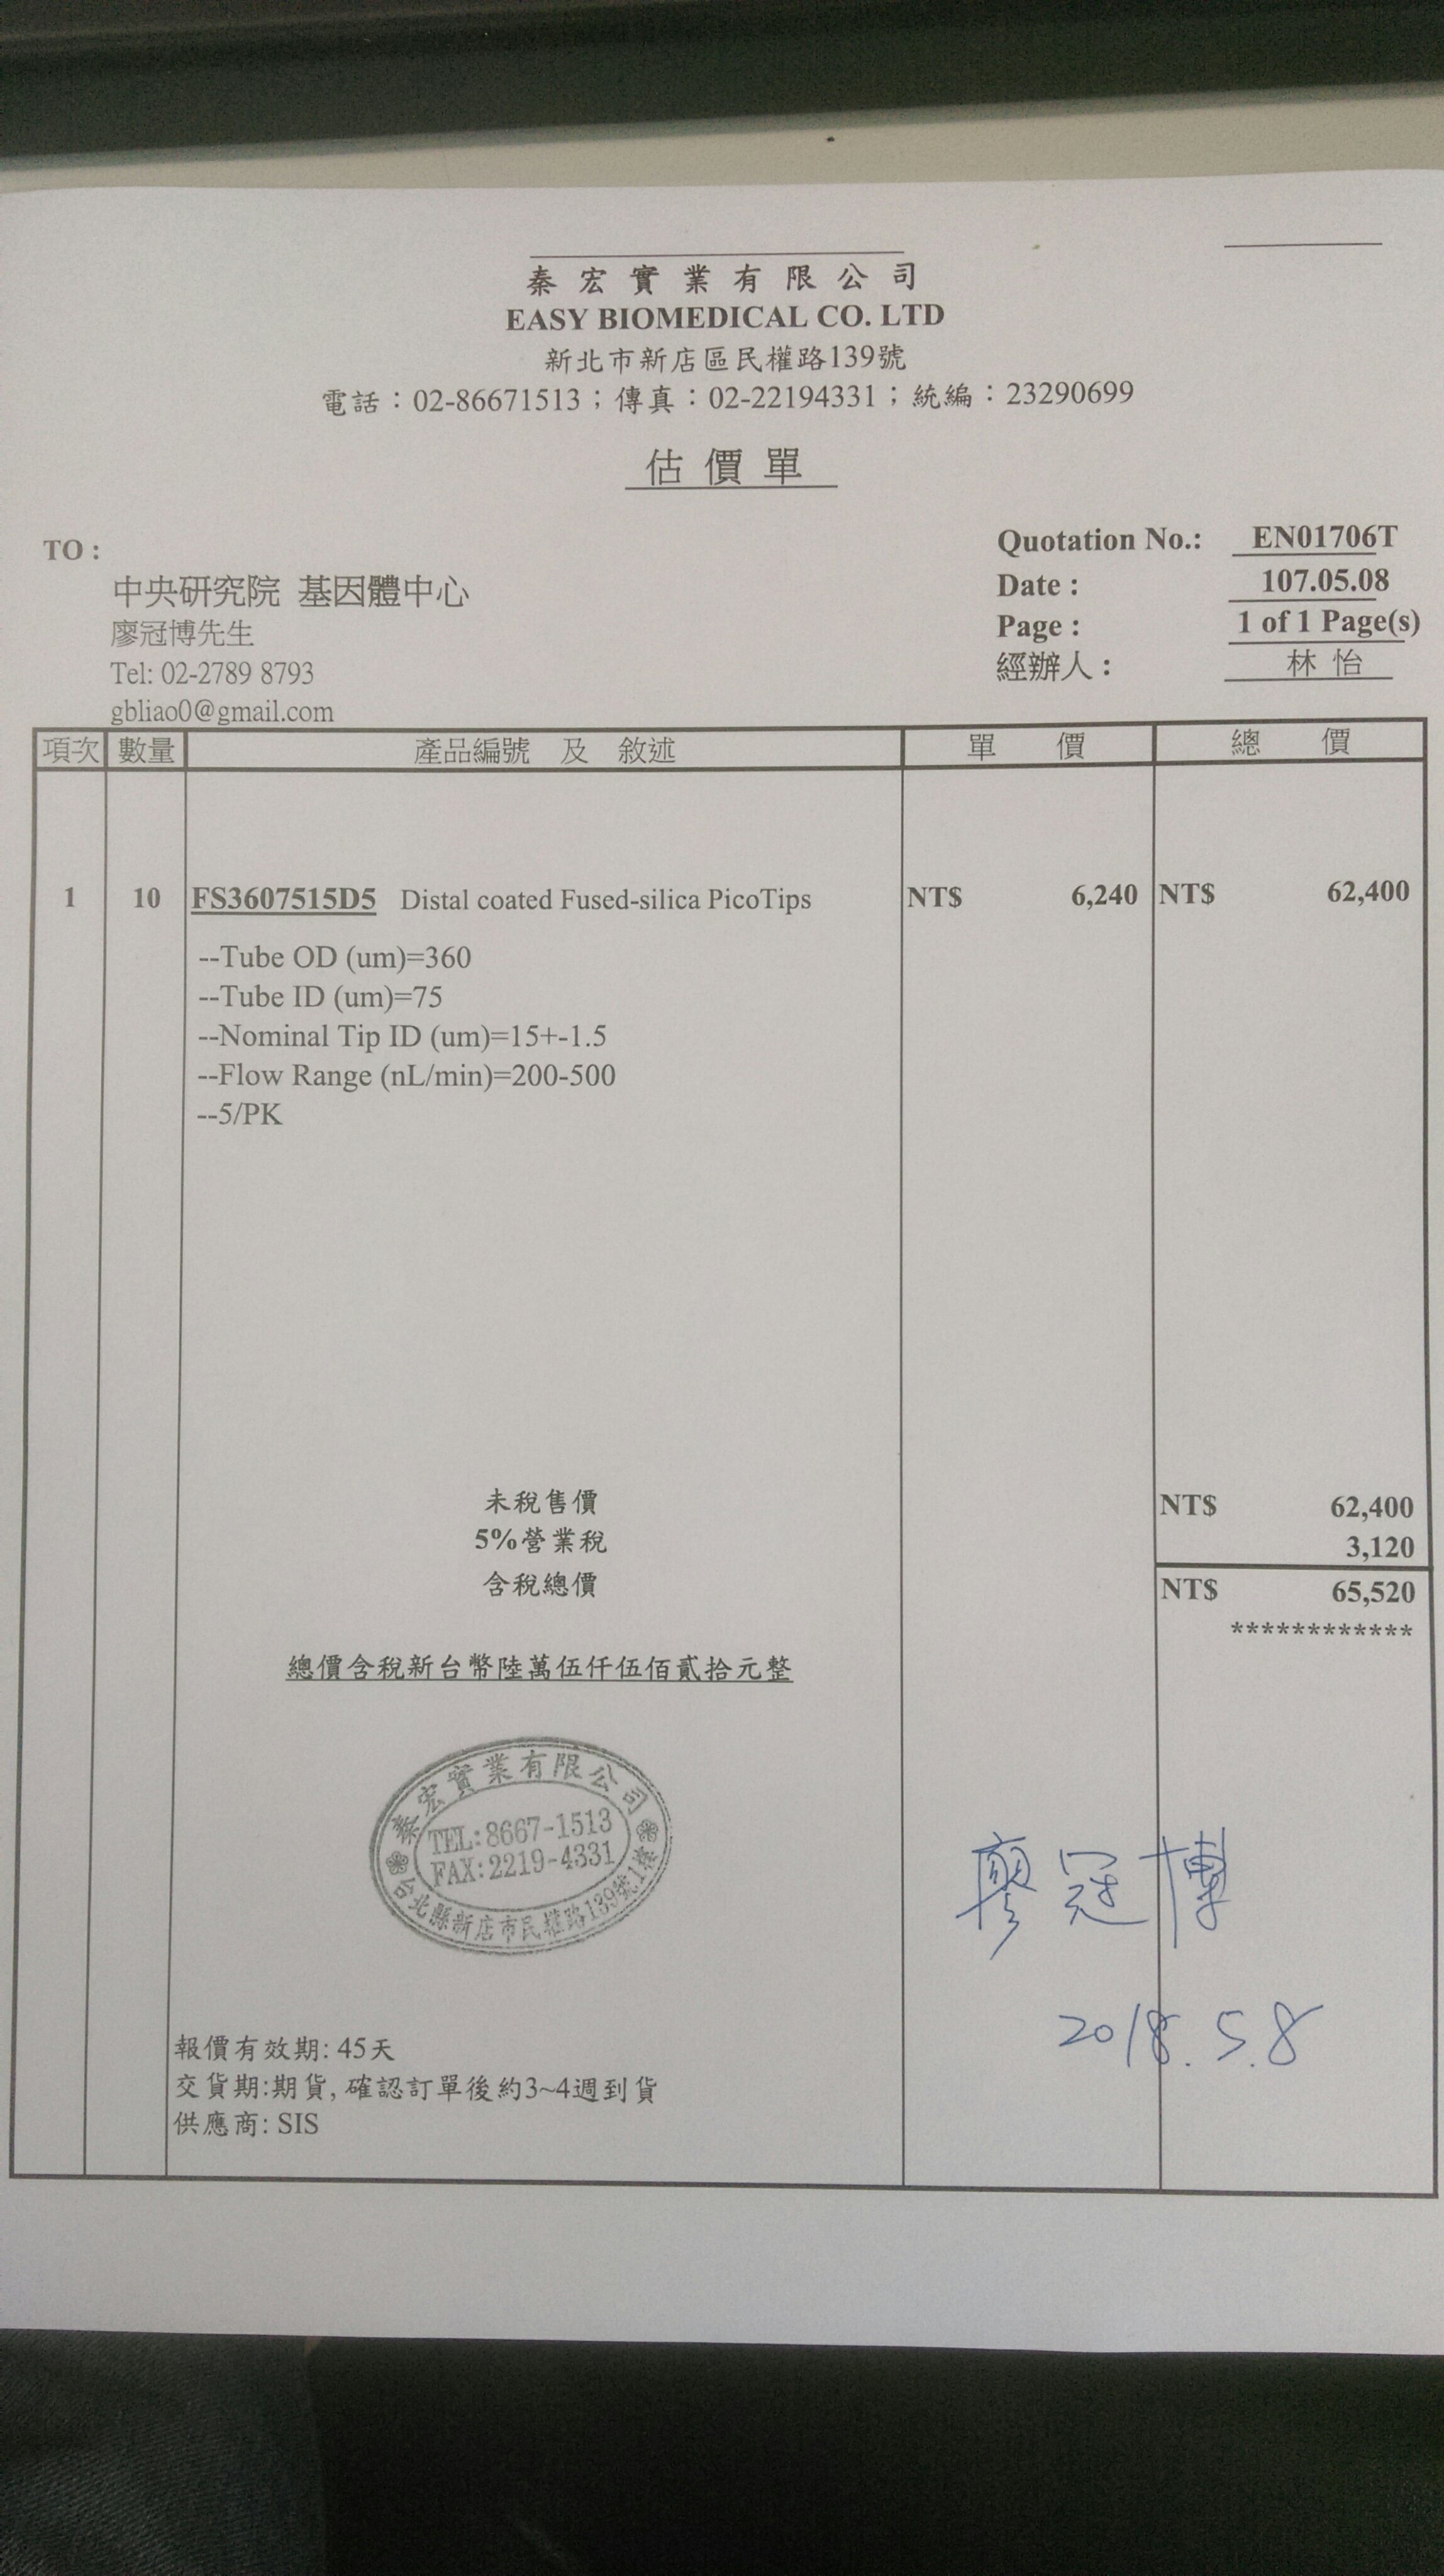 秦宏實業有限公司
EASY BIOMEDICAL CO. LTD
新北市新店區民權路139號
電話：02-86671513；傳真：02-22194331；統編：23290699
估價單
TO :
中央研究院 基因體中心
廖冠博先生
Tel: 02-2789 8793
gbliao0@gmail.com
Quotation No.: EN01706T
Date : 107.05.08
Page : 1 of 1 Page(s)
經辦人 : 林 怡
項次 數量 產品編號 及 敘述 單 價 總 價
1 10 FS3607515D5 Distal coated Fused-silica PicoTips NT$ 6,240 NT$ 62,400
--Tube OD (um)=360
--Tube ID (um)=75
--Nominal Tip ID (um)=15+-1.5
--Flow Range (nL/min)=200-500
--5/PK
未稅售價 NT$ 62,400
5%營業稅 3,120
含稅總價 NT$ 65,520
************
總價含稅新台幣陸萬伍仟伍佰貳拾元整
秦宏實業有限公司
TEL:8667-1513
FAX:2219-4331
台北縣新店市民權路139號1樓
廖冠博
2018.5.8
報價有效期: 45天
交貨期:期貨, 確認訂單後約3~4週到貨
供應商: SIS